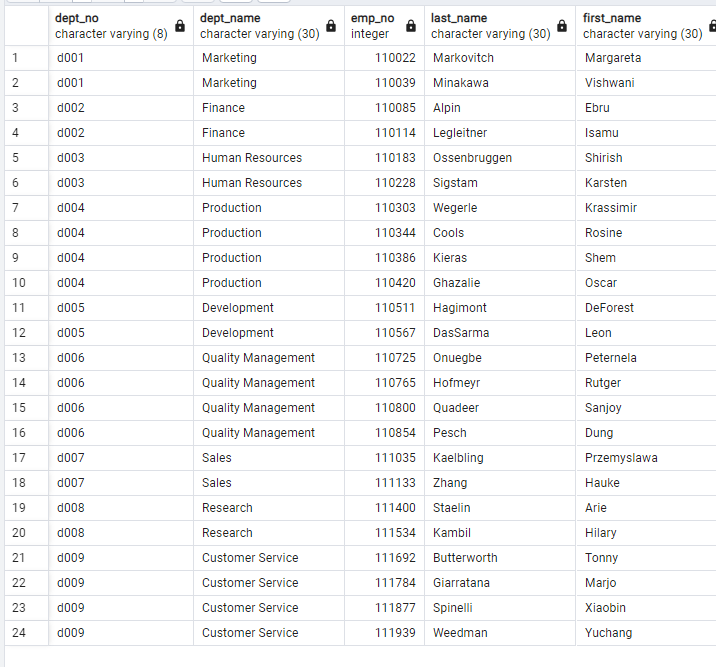 dept_no dept_name emp_no last_name first_name
character varying (8) character varying (30) integer character varying (30) character varying (30)
1 d001 Marketing 110022 Markovitch Margareta
2 d001 Marketing 110039 Minakawa Vishwani
3 d002 Finance 110085 Alpin Ebru
4 d002 Finance 110114 Legleitner Isamu
5 d003 Human Resources 110183 Ossenbruggen Shirish
6 d003 Human Resources 110228 Sigstam Karsten
7 d004 Production 110303 Wegerle Krassimir
8 d004 Production 110344 Cools Rosine
9 d004 Production 110386 Kieras Shem
10 d004 Production 110420 Ghazalie Oscar
11 d005 Development 110511 Hagimont DeForest
12 d005 Development 110567 DasSarma Leon
13 d006 Quality Management 110725 Onuegbe Peternela
14 d006 Quality Management 110765 Hofmeyr Rutger
15 d006 Quality Management 110800 Quadeer Sanjoy
16 d006 Quality Management 110854 Pesch Dung
17 d007 Sales 111035 Kaelbling Przemyslawa
18 d007 Sales 111133 Zhang Hauke
19 d008 Research 111400 Staelin Arie
20 d008 Research 111534 Kambil Hilary
21 d009 Customer Service 111692 Butterworth Tonny
22 d009 Customer Service 111784 Giarratana Marjo
23 d009 Customer Service 111877 Spinelli Xiaobin
24 d009 Customer Service 111939 Weedman Yuchang